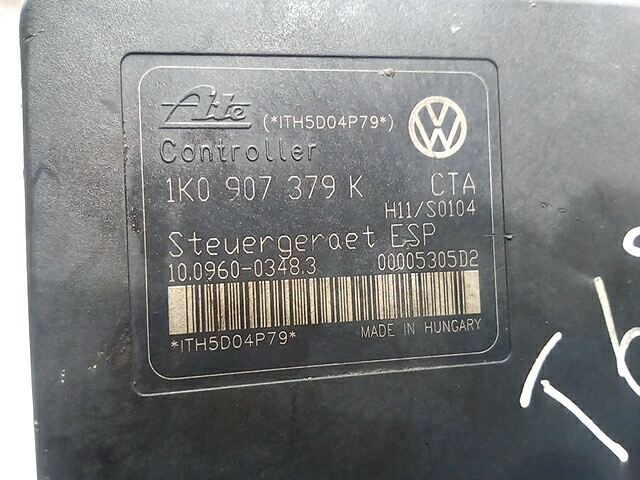 Ate (*ITH5D04P79*) VW
Controller
1K0 907 379 K CTA
H11/S0104
Steuergeraet ESP
10.0960-0348.3 00005305D2
*ITH5D04P79* MADE IN HUNGARY